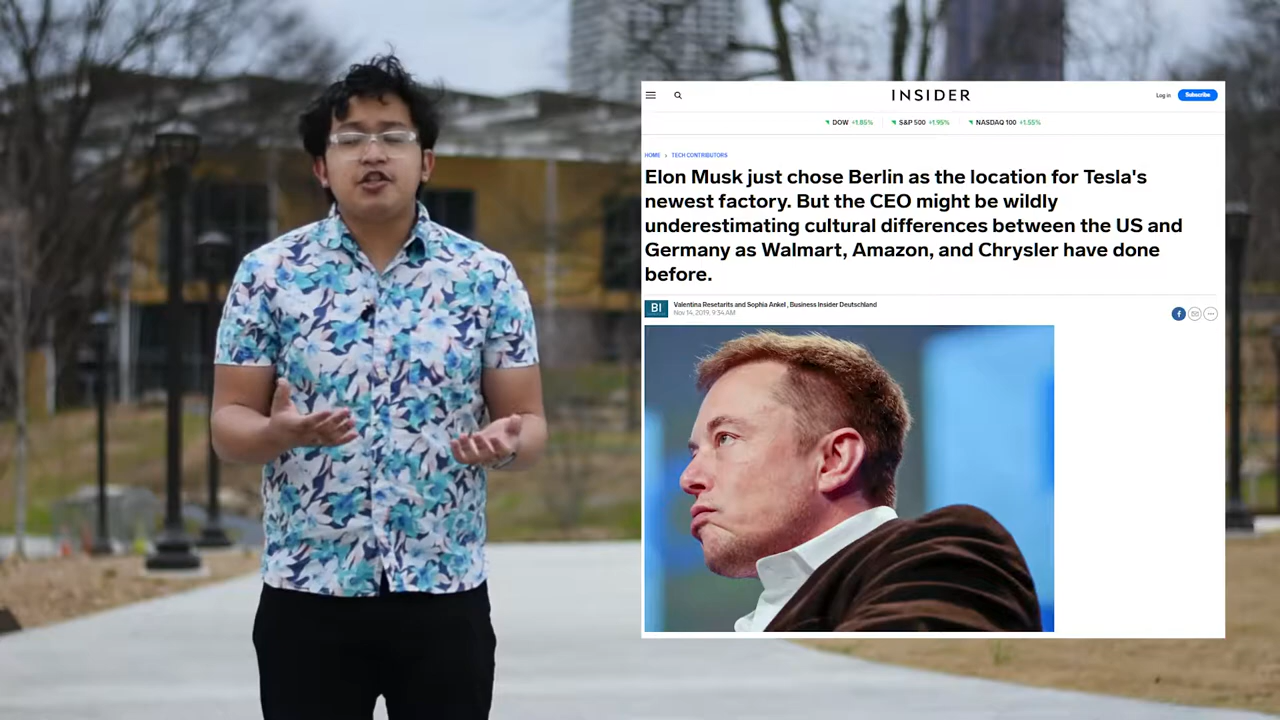 INSIDER
Log in
Subscribe
DOW +1.85% S&P 500 +1.95% NASDAQ 100 +1.55%
HOME > TECH CONTRIBUTORS
Elon Musk just chose Berlin as the location for Tesla's
newest factory. But the CEO might be wildly
underestimating cultural differences between the US and
Germany as Walmart, Amazon, and Chrysler have done
before.
BI
Valentina Resetarits and Sophia Ankel, Business Insider Deutschland
Nov 14, 2019, 9:34 AM